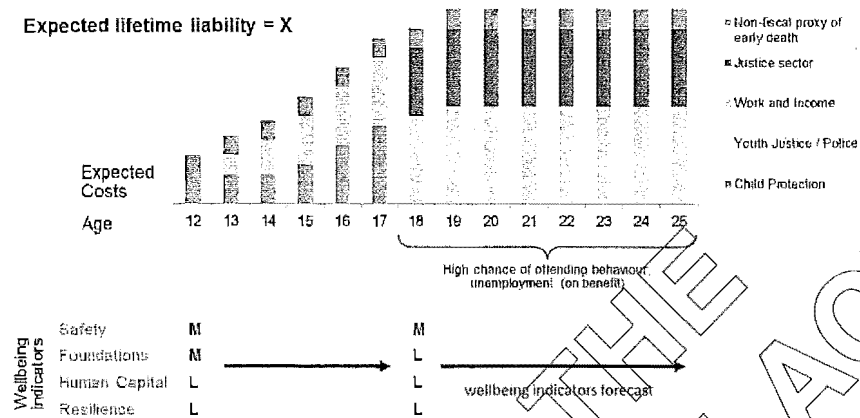 Expected lifetime liability = X
Non-fiscal proxy of
early death
Justice sector
Work and Income
Youth Justice / Police
Child Protection
Expected
Costs
Age 12 13 14 15 16 17 18 19 20 21 22 23 24 25
High chance of offending behaviour,
unemployment (on benefit)
Wellbeing
Indicators
Safety M M
Foundations M L
Human Capital L L
wellbeing indicators forecast
Resilience L L
THE